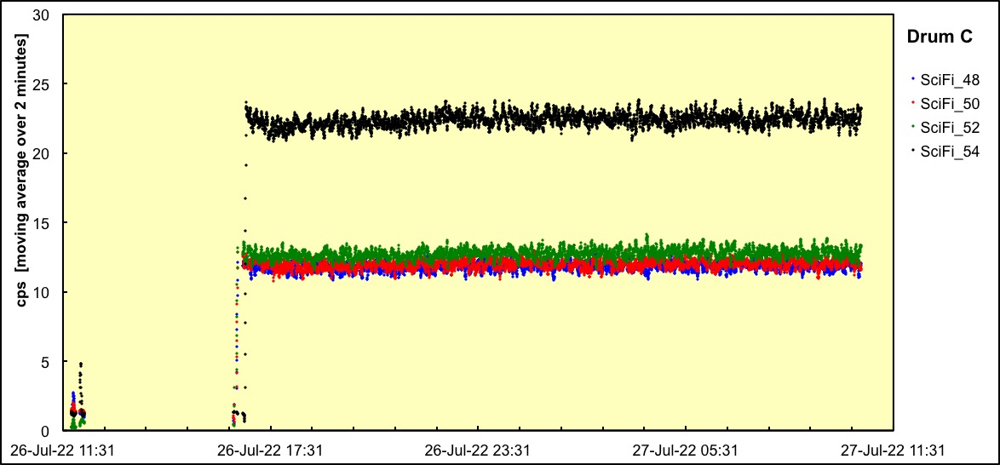 30
25
20
15
10
5
0
cps [moving average over 2 minutes]
26-Jul-22 11:31
26-Jul-22 17:31
26-Jul-22 23:31
27-Jul-22 05:31
27-Jul-22 11:31
Drum C
SciFi_48
SciFi_50
SciFi_52
SciFi_54